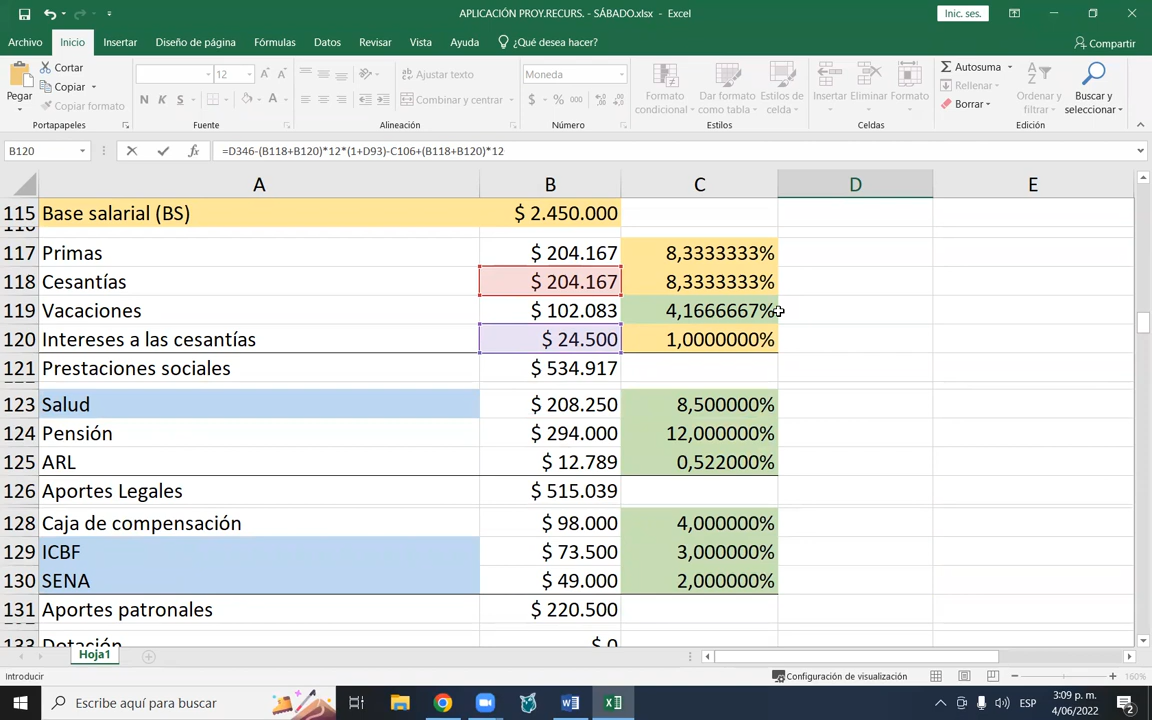 APLICACIÓN PROY.RECURS. - SÁBADO.xlsx - Excel
Inic. ses.
Archivo Inicio Insertar Diseño de página Fórmulas Datos Revisar Vista Ayuda ¿Qué desea hacer? Compartir
Pegar
Cortar
Copiar
Copiar formato
Portapapeles
12
N K S
Fuente
Ajustar texto
Combinar y centrar
Alineación
Moneda
$ % 000
Número
Formato condicional
Dar formato como tabla
Estilos de celda
Estilos
Insertar Eliminar Formato
Celdas
Autosuma
Rellenar
Borrar
Ordenar y filtrar
Buscar y seleccionar
Edición
B120 fx =D346-(B118+B120)*12*(1+D93)-C106+(B118+B120)*12
A B C D E
115 Base salarial (BS) $ 2.450.000
116
117 Primas $ 204.167 8,3333333%
118 Cesantías $ 204.167 8,3333333%
119 Vacaciones $ 102.083 4,1666667%
120 Intereses a las cesantías $ 24.500 1,0000000%
121 Prestaciones sociales $ 534.917
123 Salud $ 208.250 8,500000%
124 Pensión $ 294.000 12,000000%
125 ARL $ 12.789 0,522000%
126 Aportes Legales $ 515.039
128 Caja de compensación $ 98.000 4,000000%
129 ICBF $ 73.500 3,000000%
130 SENA $ 49.000 2,000000%
131 Aportes patronales $ 220.500
133 Dotación $ 0
Hoja1
Introducir Configuración de visualización 160%
Escribe aquí para buscar
ESP
3:09 p. m.
4/06/2022
2